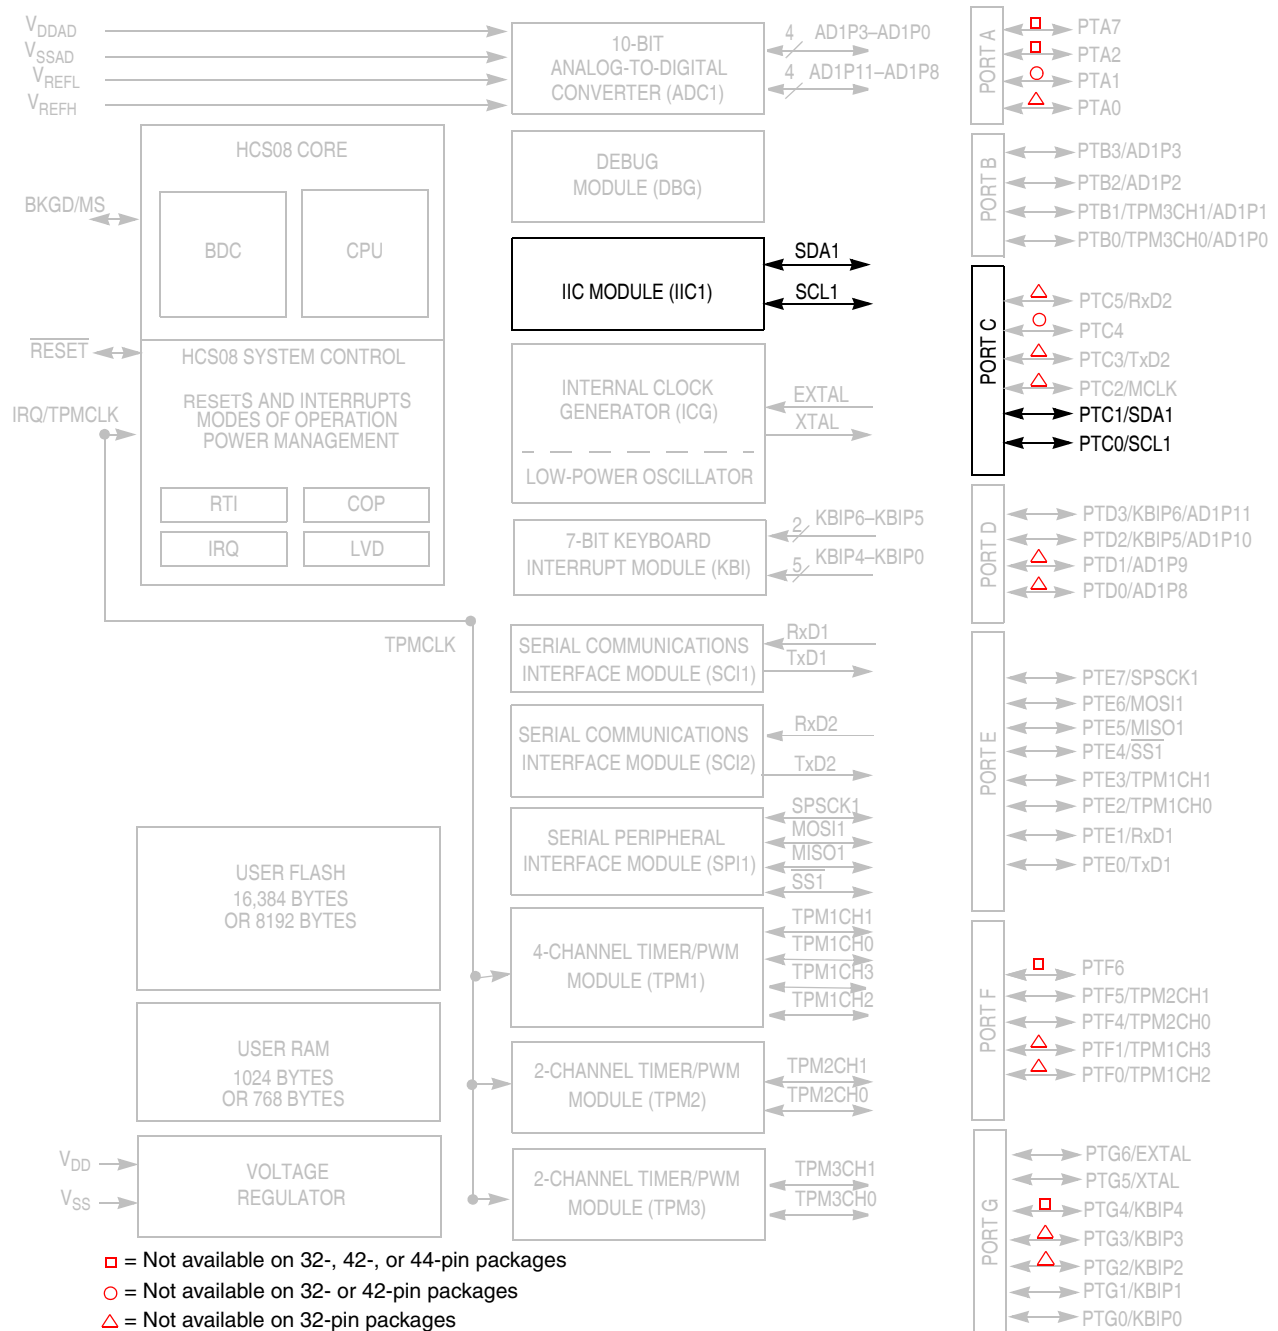 VDDAD
VSSAD
VREFL
VREFH
10-BIT
ANALOG-TO-DIGITAL
CONVERTER (ADC1)
4 AD1P3–AD1P0
4 AD1P11–AD1P8
HCS08 CORE
BDC
CPU
BKGD/MS
DEBUG
MODULE (DBG)
IIC MODULE (IIC1)
SDA1
SCL1
RESET
HCS08 SYSTEM CONTROL
RESETS AND INTERRUPTS
MODES OF OPERATION
POWER MANAGEMENT
IRQ/TPMCLK
RTI
COP
IRQ
LVD
INTERNAL CLOCK
GENERATOR (ICG)
LOW-POWER OSCILLATOR
EXTAL
XTAL
7-BIT KEYBOARD
INTERRUPT MODULE (KBI)
2 KBIP6–KBIP5
5 KBIP4–KBIP0
TPMCLK
SERIAL COMMUNICATIONS
INTERFACE MODULE (SCI1)
RxD1
TxD1
SERIAL COMMUNICATIONS
INTERFACE MODULE (SCI2)
RxD2
TxD2
SERIAL PERIPHERAL
INTERFACE MODULE (SPI1)
SPSCK1
MOSI1
MISO1
SS1
USER FLASH
16,384 BYTES
OR 8192 BYTES
4-CHANNEL TIMER/PWM
MODULE (TPM1)
TPM1CH1
TPM1CH0
TPM1CH3
TPM1CH2
USER RAM
1024 BYTES
OR 768 BYTES
2-CHANNEL TIMER/PWM
MODULE (TPM2)
TPM2CH1
TPM2CH0
VDD
VSS
VOLTAGE
REGULATOR
2-CHANNEL TIMER/PWM
MODULE (TPM3)
TPM3CH1
TPM3CH0
PORT A
PTA7
PTA2
PTA1
PTA0
PORT B
PTB3/AD1P3
PTB2/AD1P2
PTB1/TPM3CH1/AD1P1
PTB0/TPM3CH0/AD1P0
PORT C
PTC5/RxD2
PTC4
PTC3/TxD2
PTC2/MCLK
PTC1/SDA1
PTC0/SCL1
PORT D
PTD3/KBIP6/AD1P11
PTD2/KBIP5/AD1P10
PTD1/AD1P9
PTD0/AD1P8
PORT E
PTE7/SPSCK1
PTE6/MOSI1
PTE5/MISO1
PTE4/SS1
PTE3/TPM1CH1
PTE2/TPM1CH0
PTE1/RxD1
PTE0/TxD1
PORT F
PTF6
PTF5/TPM2CH1
PTF4/TPM2CH0
PTF1/TPM1CH3
PTF0/TPM1CH2
PORT G
PTG6/EXTAL
PTG5/XTAL
PTG4/KBIP4
PTG3/KBIP3
PTG2/KBIP2
PTG1/KBIP1
PTG0/KBIP0
= Not available on 32-, 42-, or 44-pin packages
= Not available on 32- or 42-pin packages
= Not available on 32-pin packages